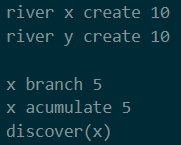 river x create 10
river y create 10
x branch 5
x acumulate 5
discover(x)